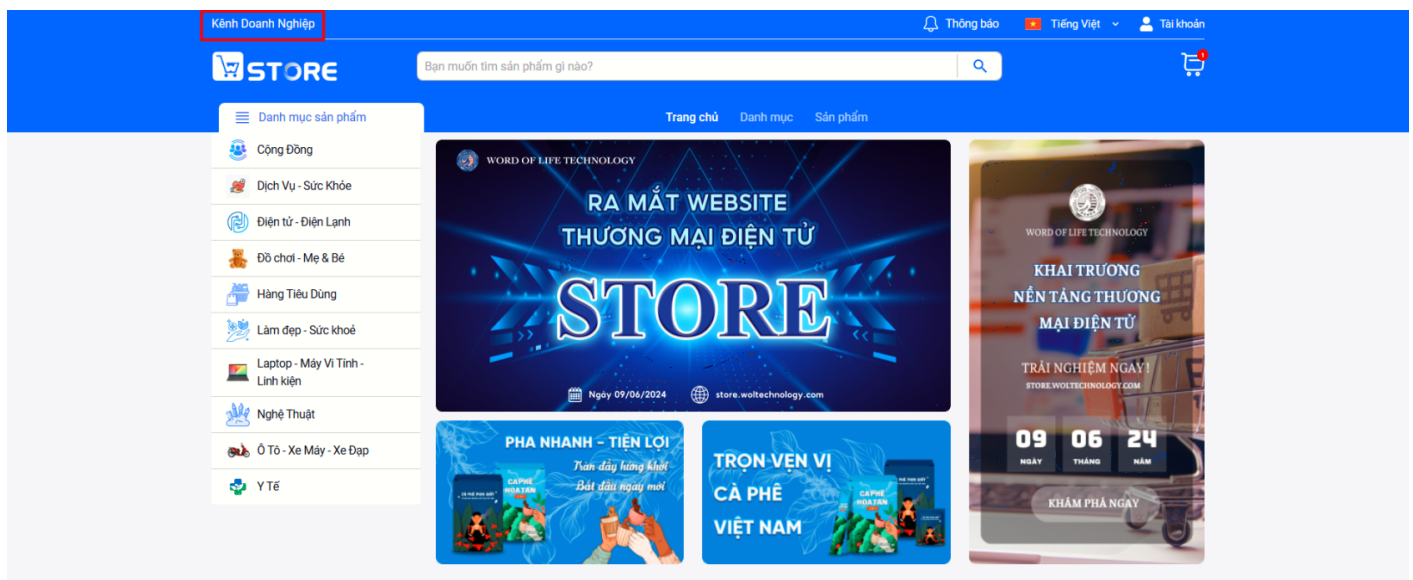 Kênh Doanh Nghiệp
Thông báo
Tiếng Việt
Tài khoản
STORE
Bạn muốn tìm sản phẩm gì nào?
1
Danh mục sản phẩm
Trang chủ
Danh mục
Sản phẩm
Cộng Đồng
Dịch Vụ - Sức Khỏe
Điện tử - Điện Lạnh
Đồ chơi - Mẹ & Bé
Hàng Tiêu Dùng
Làm đẹp - Sức khoẻ
Laptop - Máy Vi Tính -
Linh kiện
Nghệ Thuật
Ô Tô - Xe Máy - Xe Đạp
Y Tế
WORD OF LIFE TECHNOLOGY
RA MẮT WEBSITE
THƯƠNG MẠI ĐIỆN TỬ
STORE
Ngày 09/06/2024
store.woltechnology.com
PHA NHANH – TIỆN LỢI
Tràn đầy hứng khởi
Bắt đầu ngày mới
CAPHE
HOATAN
TRỌN VẸN VỊ
CÀ PHÊ
VIỆT NAM
CAPHE
HOATAN
WORD OF LIFE TECHNOLOGY
KHAI TRƯƠNG
NỀN TẢNG THƯƠNG
MẠI ĐIỆN TỬ
TRẢI NGHIỆM NGAY !
STORE.WOLTECHNOLOGY.COM
09 06 24
NGÀY THÁNG NĂM
KHÁM PHÁ NGAY